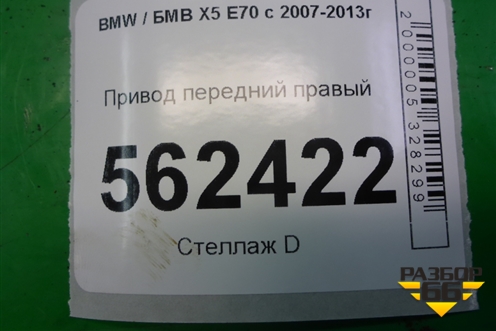 BMW / БМВ X5 E70 с 2007-2013г
Привод передний правый
562422
Стеллаж D
2000005328299
РАЗБОР
66